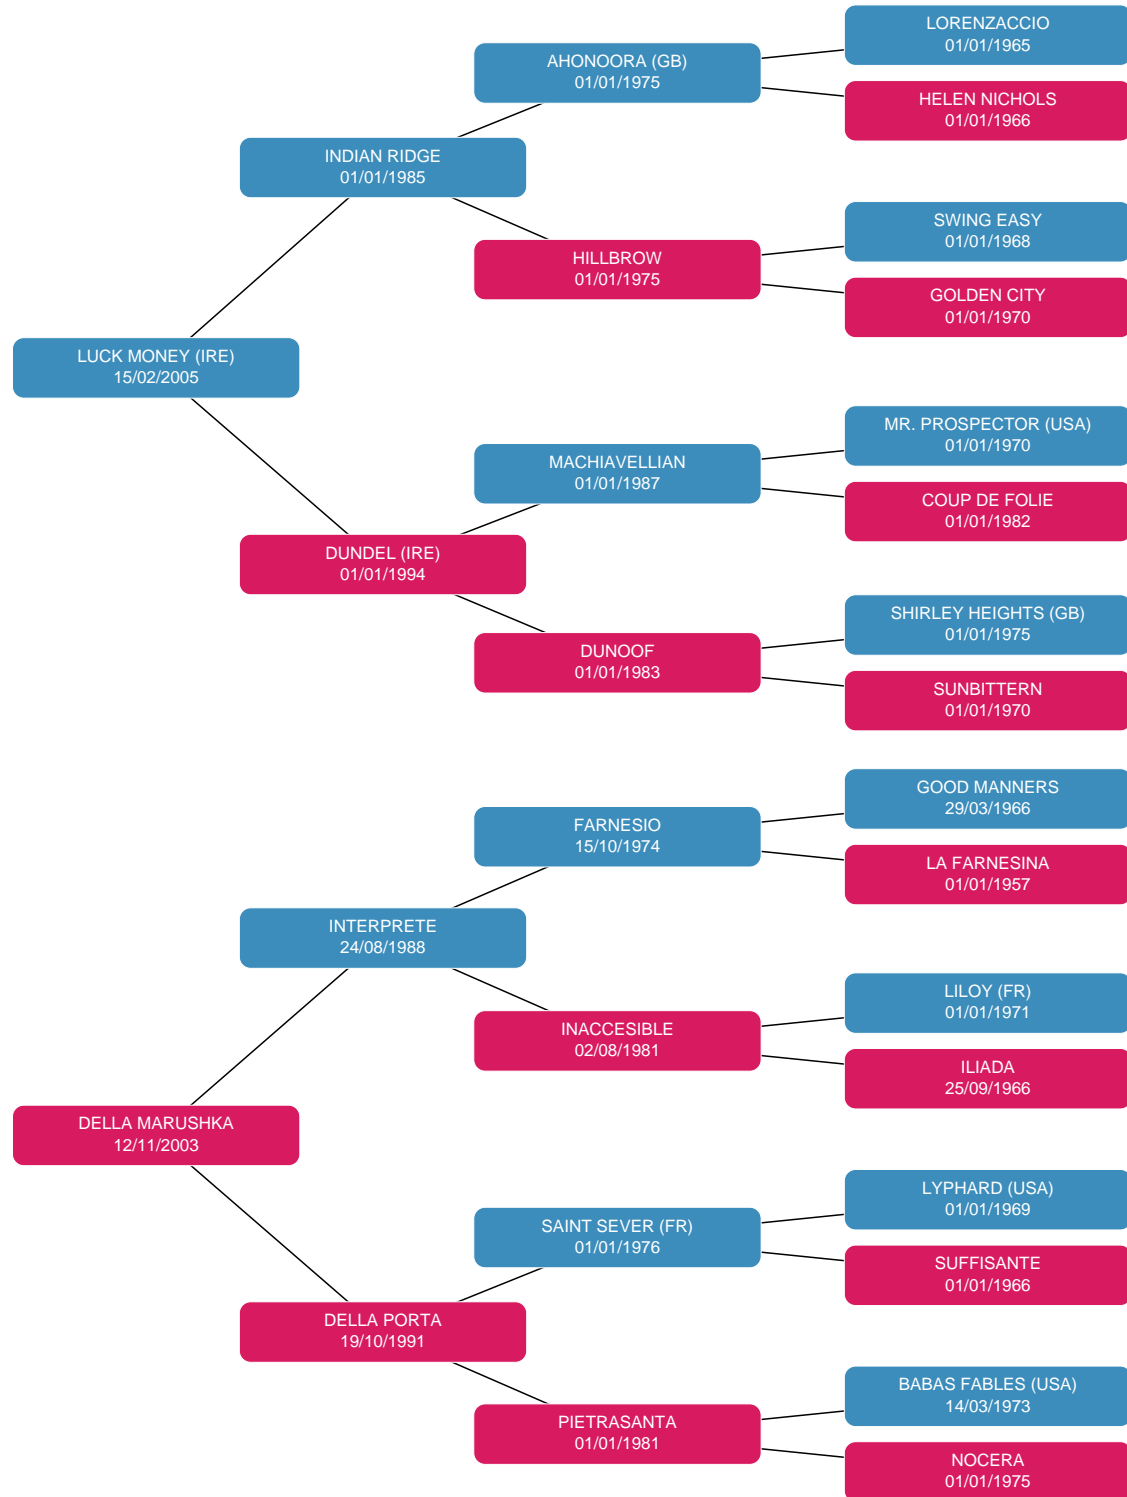 LORENZACCIO
01/01/1965
AHONOORA (GB)
01/01/1975
HELEN NICHOLS
01/01/1966
INDIAN RIDGE
01/01/1985
SWING EASY
01/01/1968
HILLBROW
01/01/1975
GOLDEN CITY
01/01/1970
LUCK MONEY (IRE)
15/02/2005
MR. PROSPECTOR (USA)
01/01/1970
MACHIAVELLIAN
01/01/1987
COUP DE FOLIE
01/01/1982
DUNDEL (IRE)
01/01/1994
SHIRLEY HEIGHTS (GB)
01/01/1975
DUNOOF
01/01/1983
SUNBITTERN
01/01/1970
GOOD MANNERS
29/03/1966
FARNESIO
15/10/1974
LA FARNESINA
01/01/1957
INTERPRETE
24/08/1988
LILOY (FR)
01/01/1971
INACCESIBLE
02/08/1981
ILIADA
25/09/1966
DELLA MARUSHKA
12/11/2003
LYPHARD (USA)
01/01/1969
SAINT SEVER (FR)
01/01/1976
SUFFISANTE
01/01/1966
DELLA PORTA
19/10/1991
BABAS FABLES (USA)
14/03/1973
PIETRASANTA
01/01/1981
NOCERA
01/01/1975